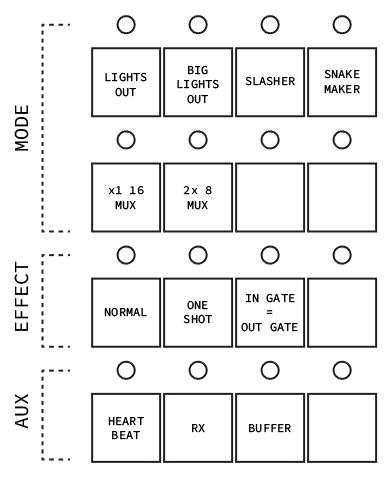 MODE
LIGHTS
OUT
BIG
LIGHTS
OUT
SLASHER
SNAKE
MAKER
x1 16
MUX
2x 8
MUX
EFFECT
NORMAL
ONE
SHOT
IN GATE
=
OUT GATE
AUX
HEART
BEAT
RX
BUFFER